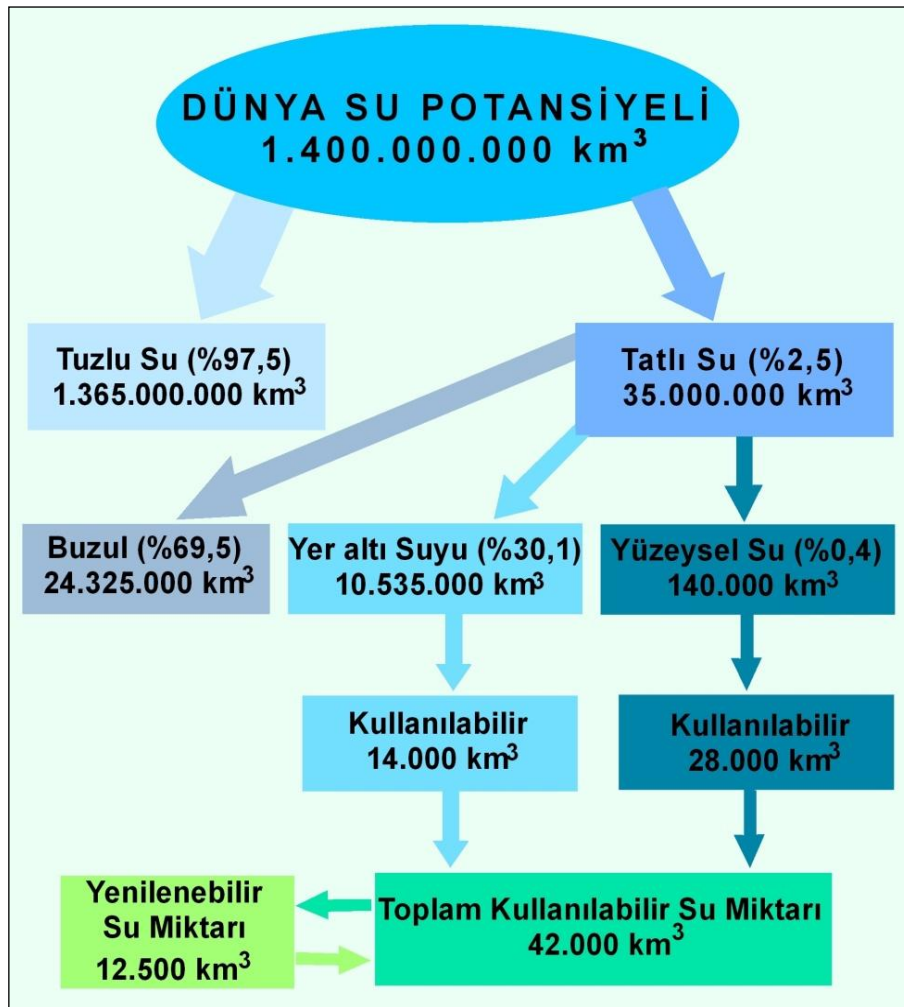 DÜNYA SU POTANSİYELİ
1.400.000.000 km³
Tuzlu Su (%97,5)
1.365.000.000 km³
Tatlı Su (%2,5)
35.000.000 km³
Buzul (%69,5)
24.325.000 km³
Yer altı Suyu (%30,1)
10.535.000 km³
Yüzeysel Su (%0,4)
140.000 km³
Kullanılabilir
14.000 km³
Kullanılabilir
28.000 km³
Yenilenebilir
Su Miktarı
12.500 km³
Toplam Kullanılabilir Su Miktarı
42.000 km³